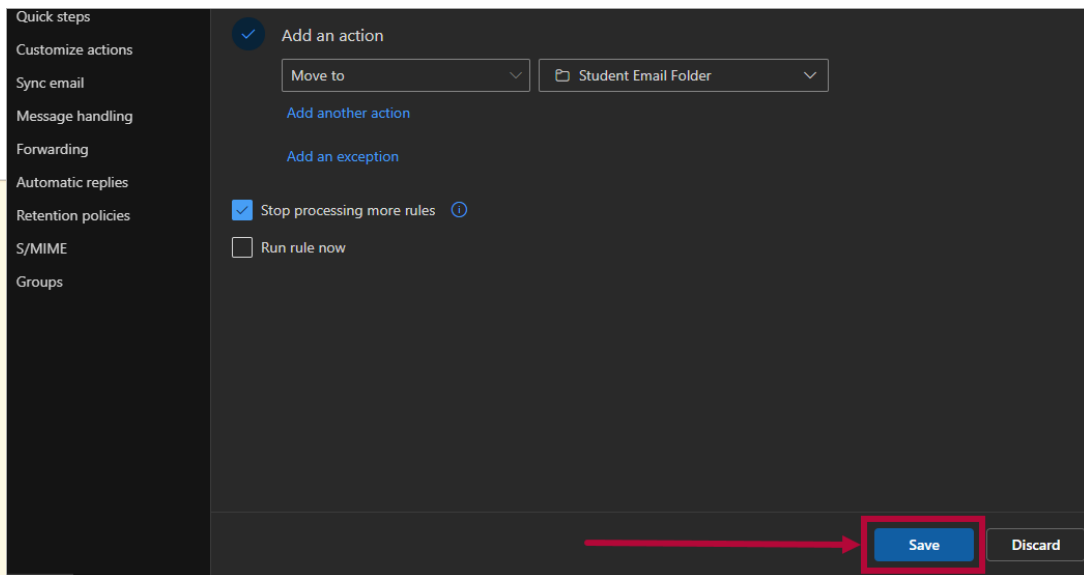 Quick steps
Customize actions
Sync email
Message handling
Forwarding
Automatic replies
Retention policies
S/MIME
Groups
Add an action
Move to
Student Email Folder
Add another action
Add an exception
Stop processing more rules
Run rule now
Save
Discard